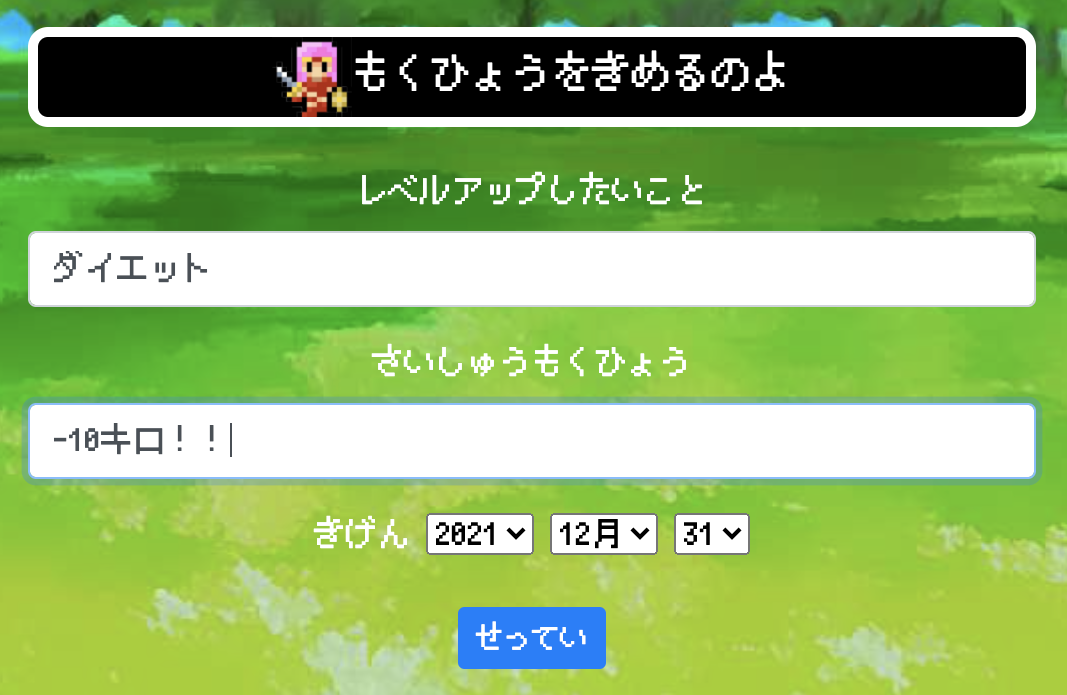 もくひょうをきめるのよ
レベルアップしたいこと
ダイエット
さいしゅうもくひょう
-10キロ！！
きげん 2021 12月 31
せってい